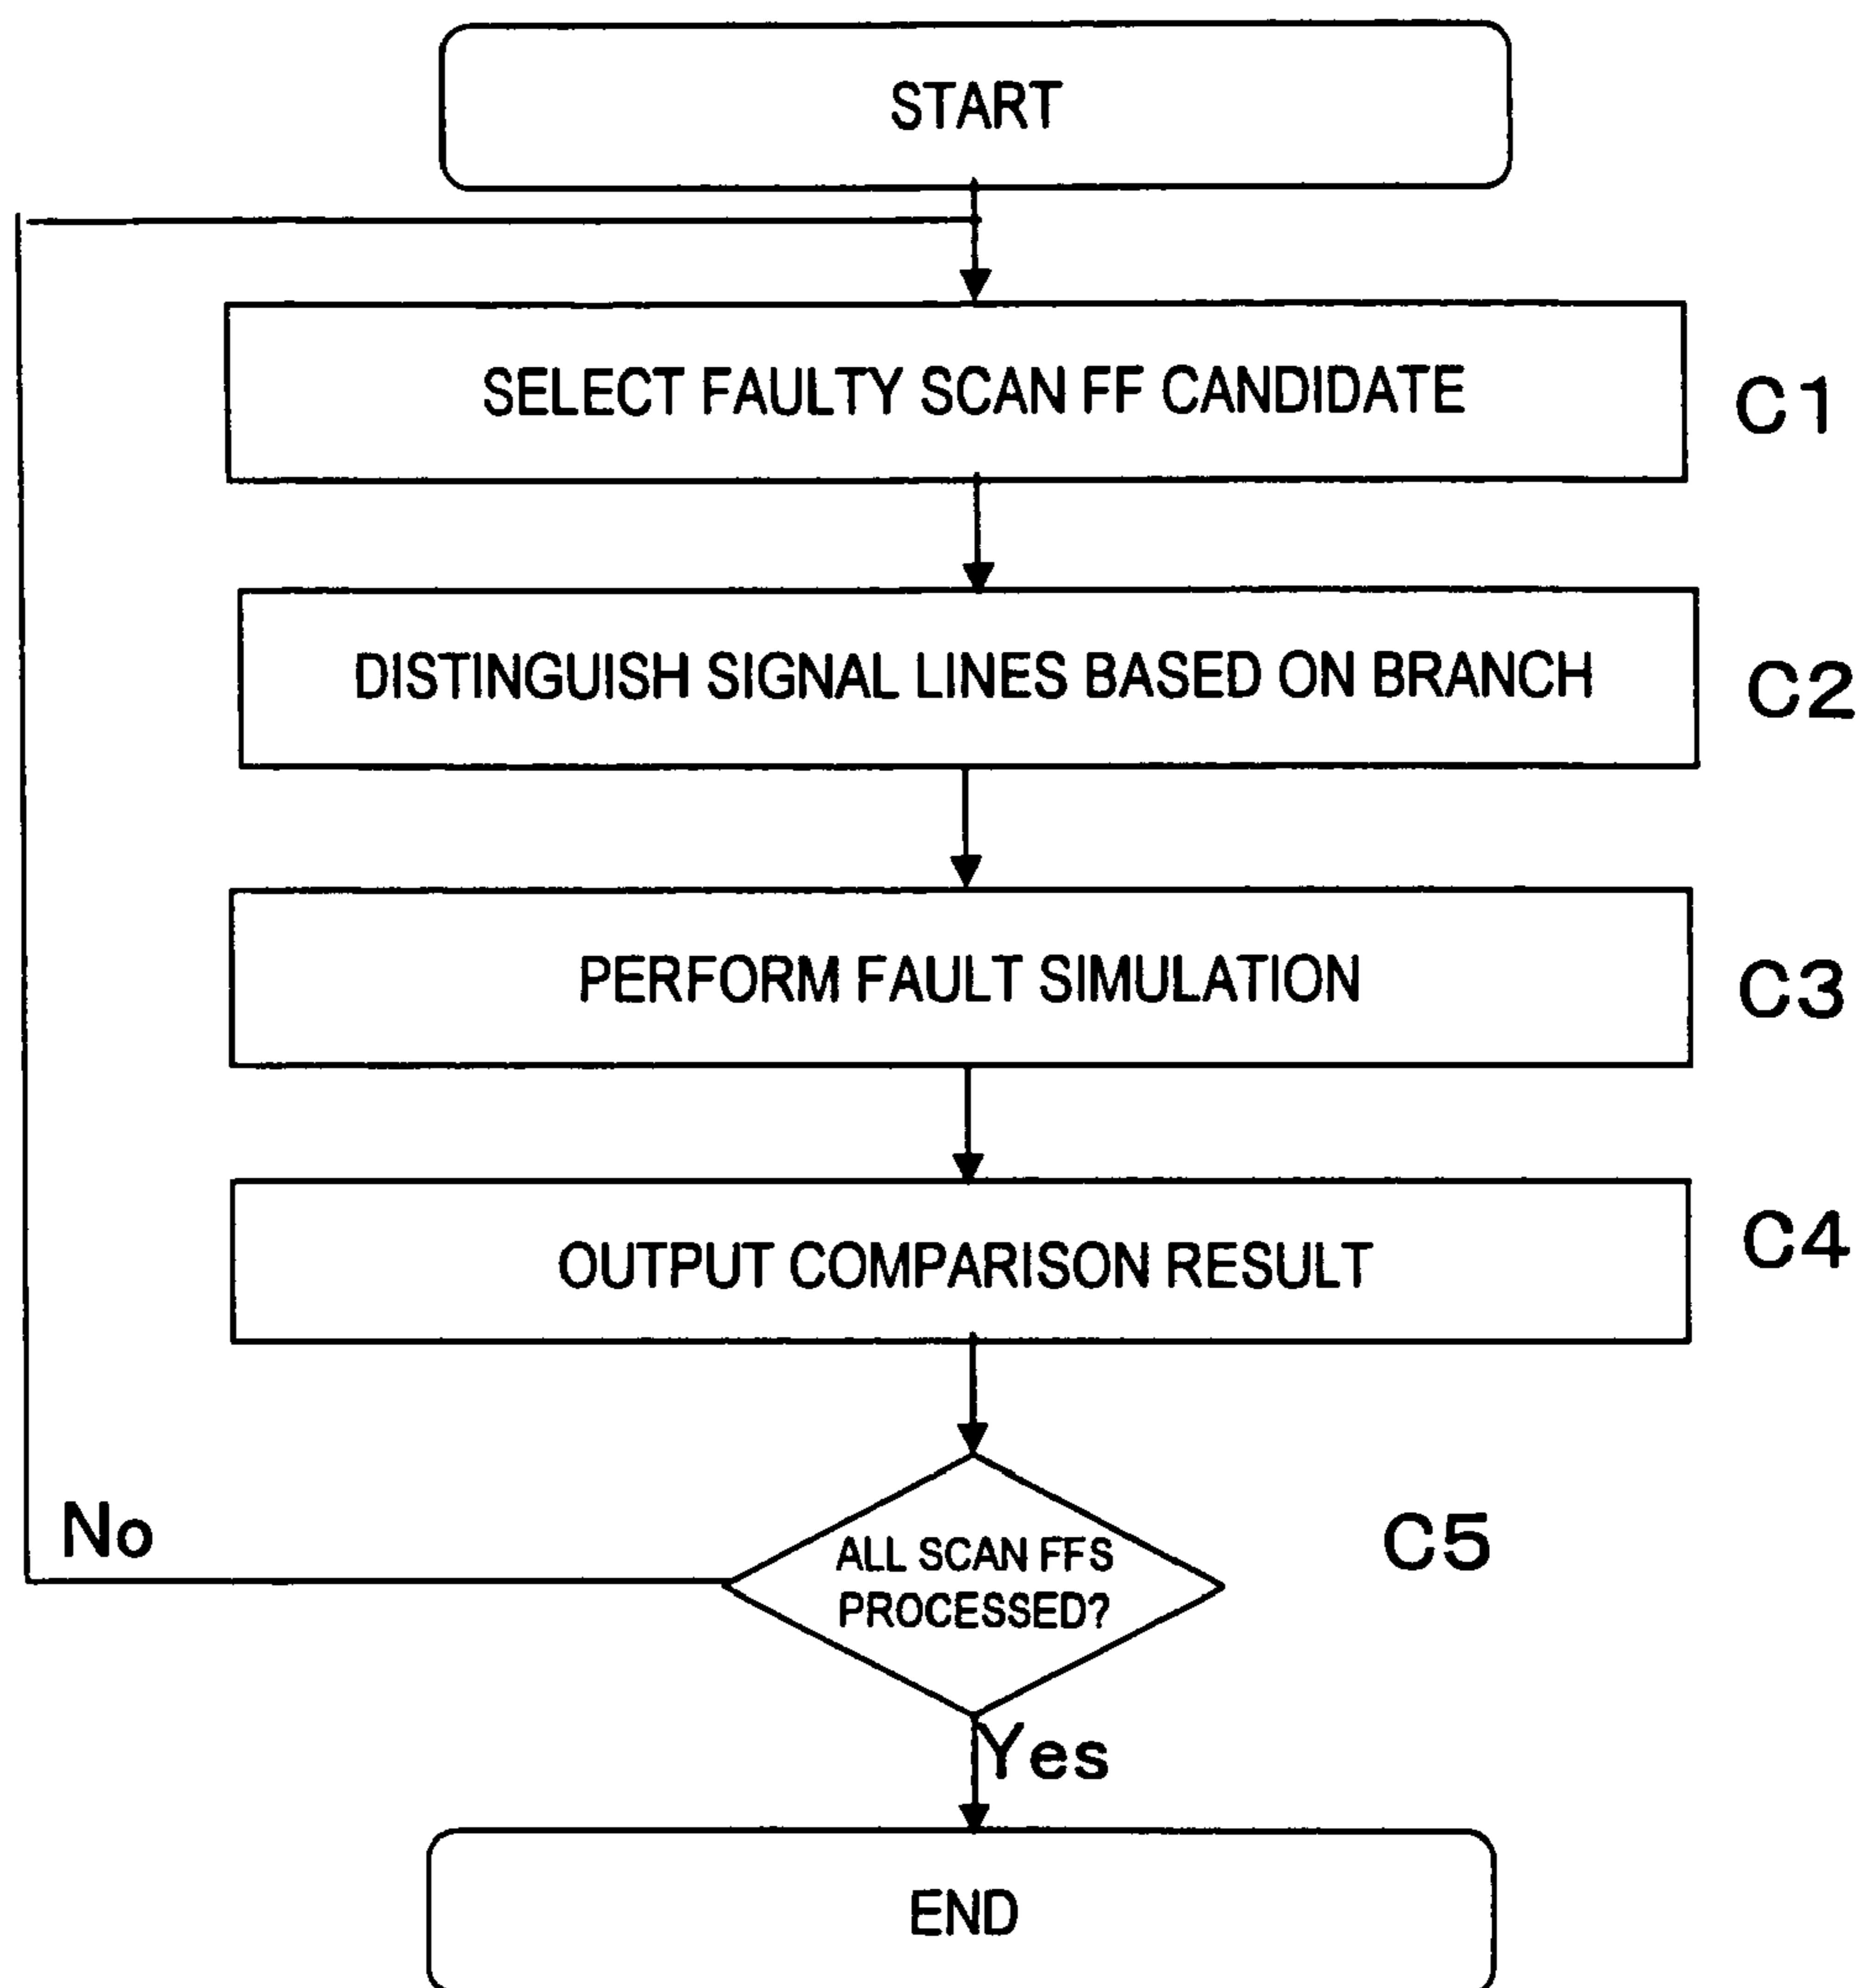 START
SELECT FAULTY SCAN FF CANDIDATE
C1
DISTINGUISH SIGNAL LINES BASED ON BRANCH
C2
PERFORM FAULT SIMULATION
C3
OUTPUT COMPARISON RESULT
C4
No
ALL SCAN FFS
PROCESSED?
C5
Yes
END